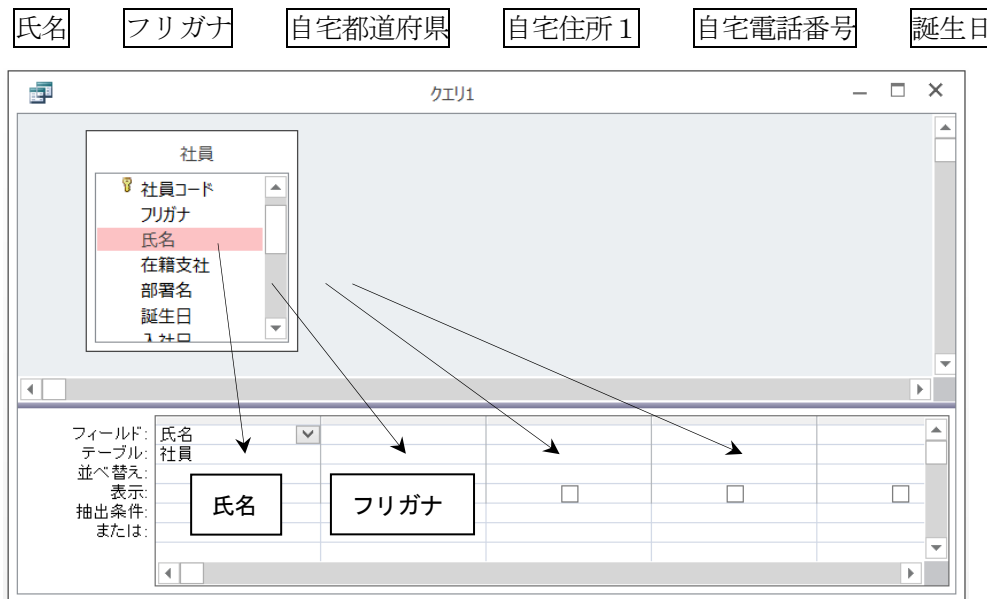 氏名 フリガナ 自宅都道府県 自宅住所1 自宅電話番号 誕生日
クエリ1
社員
社員コード
フリガナ
氏名
在籍支社
部署名
誕生日
入社日
フィールド: 氏名
テーブル: 社員
並べ替え:
表示:
抽出条件:
または:
氏名 フリガナ